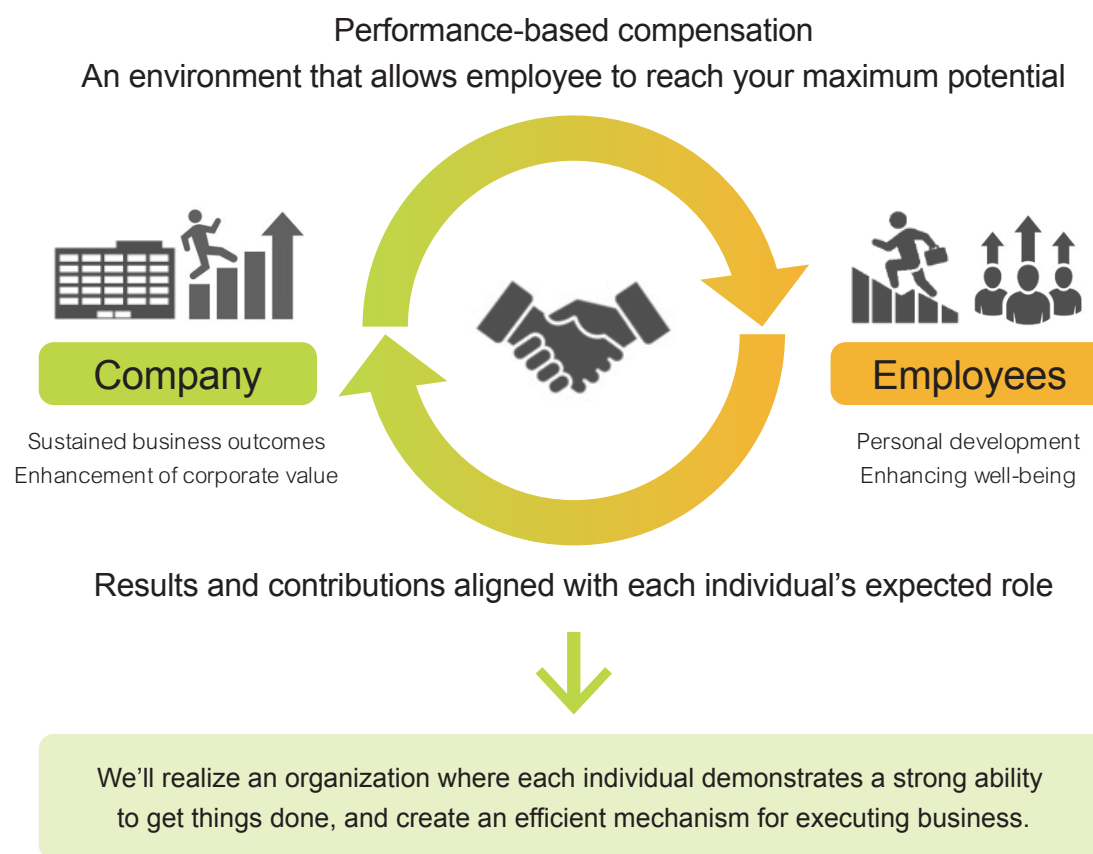 Performance-based compensation
An environment that allows employee to reach your maximum potential
Company
Sustained business outcomes
Enhancement of corporate value
Employees
Personal development
Enhancing well-being
Results and contributions aligned with each individual’s expected role
We’ll realize an organization where each individual demonstrates a strong ability
to get things done, and create an efficient mechanism for executing business.